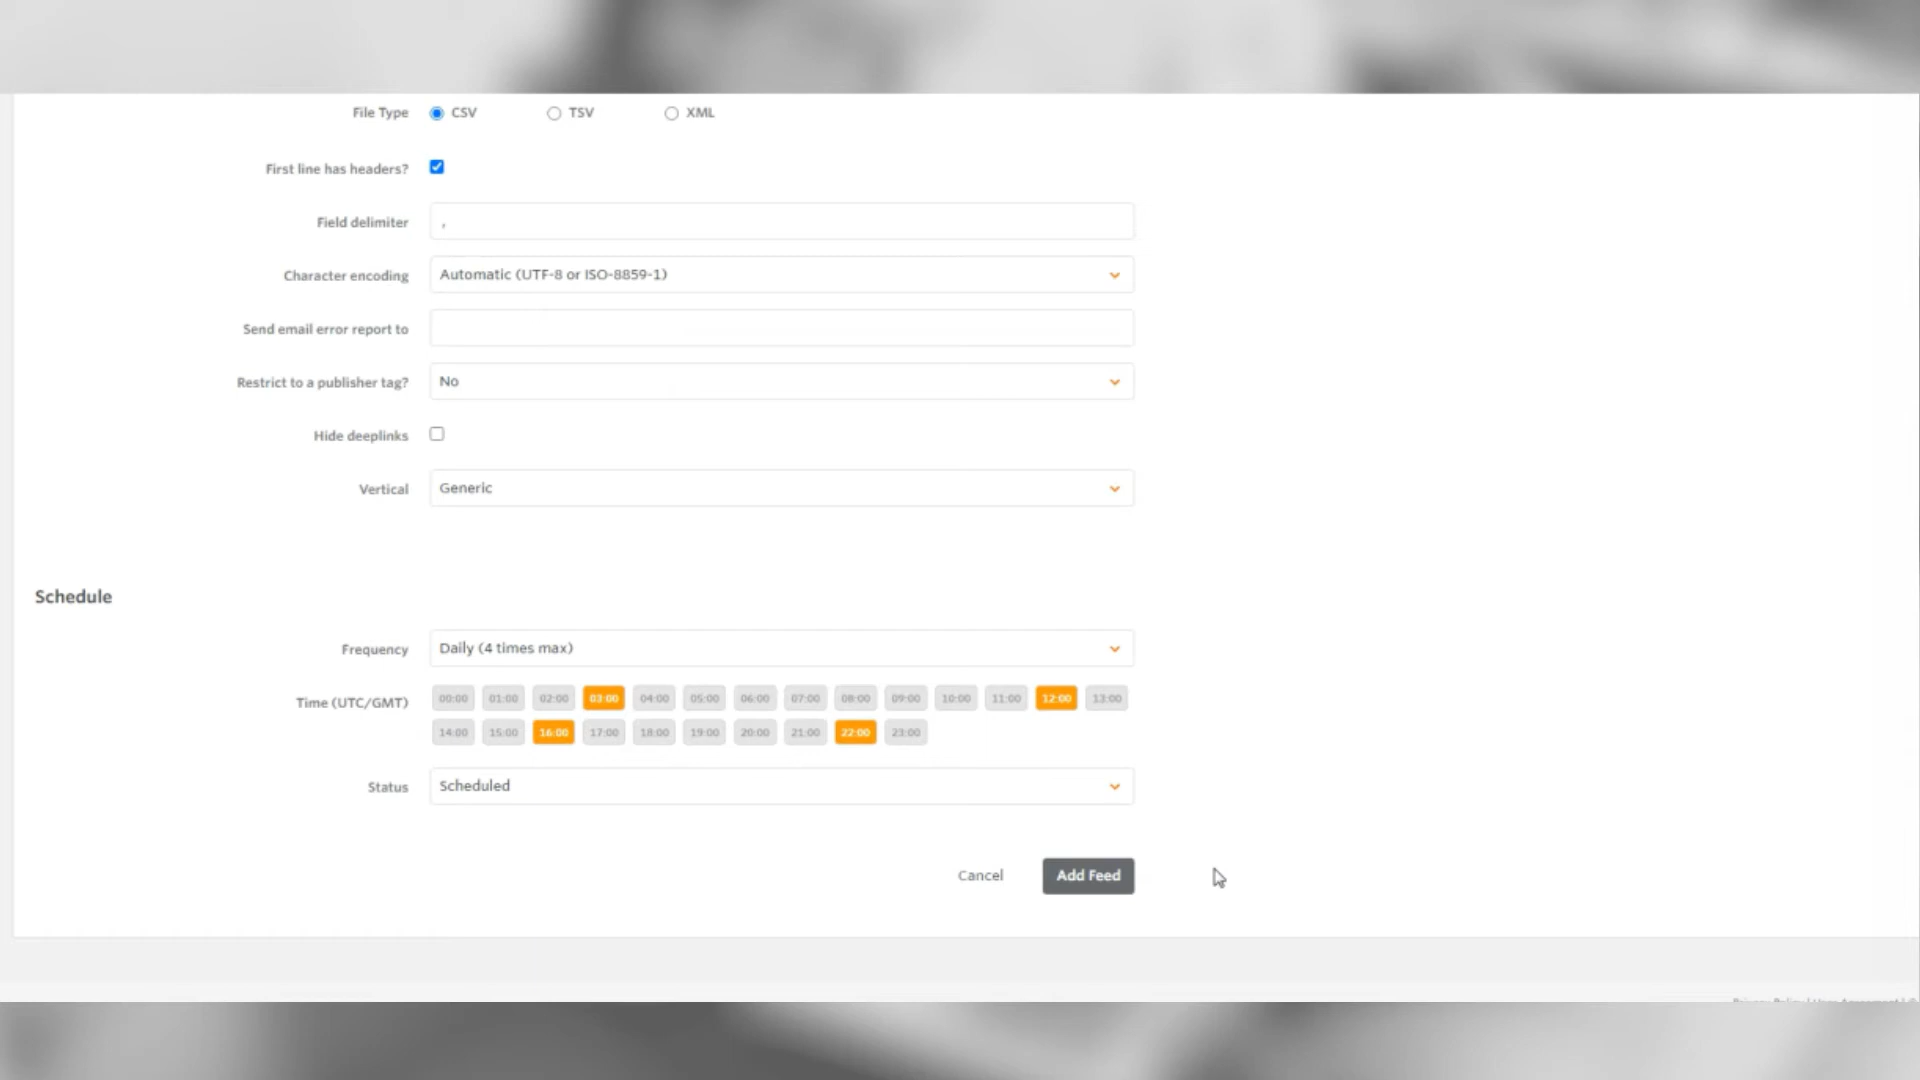 File Type CSV TSV XML
First line has headers?
Field delimiter ,
Character encoding Automatic (UTF-8 or ISO-8859-1)
Send email error report to
Restrict to a publisher tag? No
Hide deeplinks
Vertical Generic
Schedule
Frequency Daily (4 times max)
Time (UTC/GMT) 00:00 01:00 02:00 03:00 04:00 05:00 06:00 07:00 08:00 09:00 10:00 11:00 12:00 13:00
14:00 15:00 16:00 17:00 18:00 19:00 20:00 21:00 22:00 23:00
Status Scheduled
Cancel Add Feed